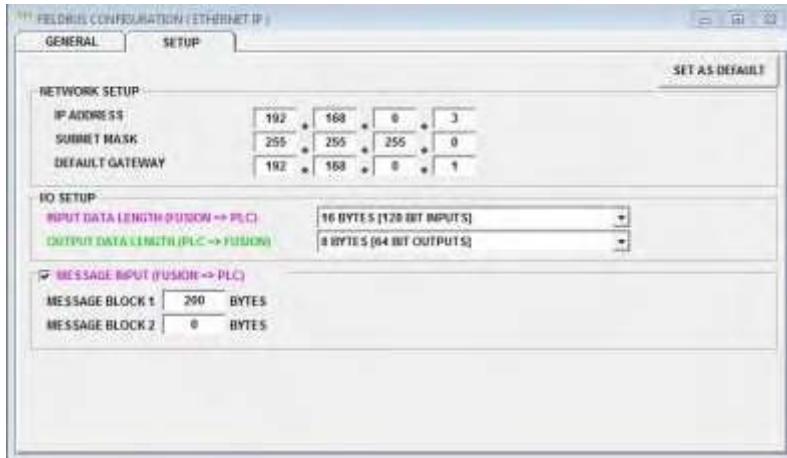 FIELDBUS CONFIGURATION ( ETHERNET IP )
GENERAL SETUP
SET AS DEFAULT
NETWORK SETUP
IP ADDRESS 192 . 168 . 0 . 3
SUBNET MASK 255 . 255 . 255 . 0
DEFAULT GATEWAY 192 . 168 . 0 . 1
I/O SETUP
INPUT DATA LENGTH (FUSION => PLC) 16 BYTES [128 BIT INPUTS]
OUTPUT DATA LENGTH (PLC => FUSION) 8 BYTES [64 BIT OUTPUTS]
MESSAGE INPUT (FUSION => PLC)
MESSAGE BLOCK 1 200 BYTES
MESSAGE BLOCK 2 0 BYTES